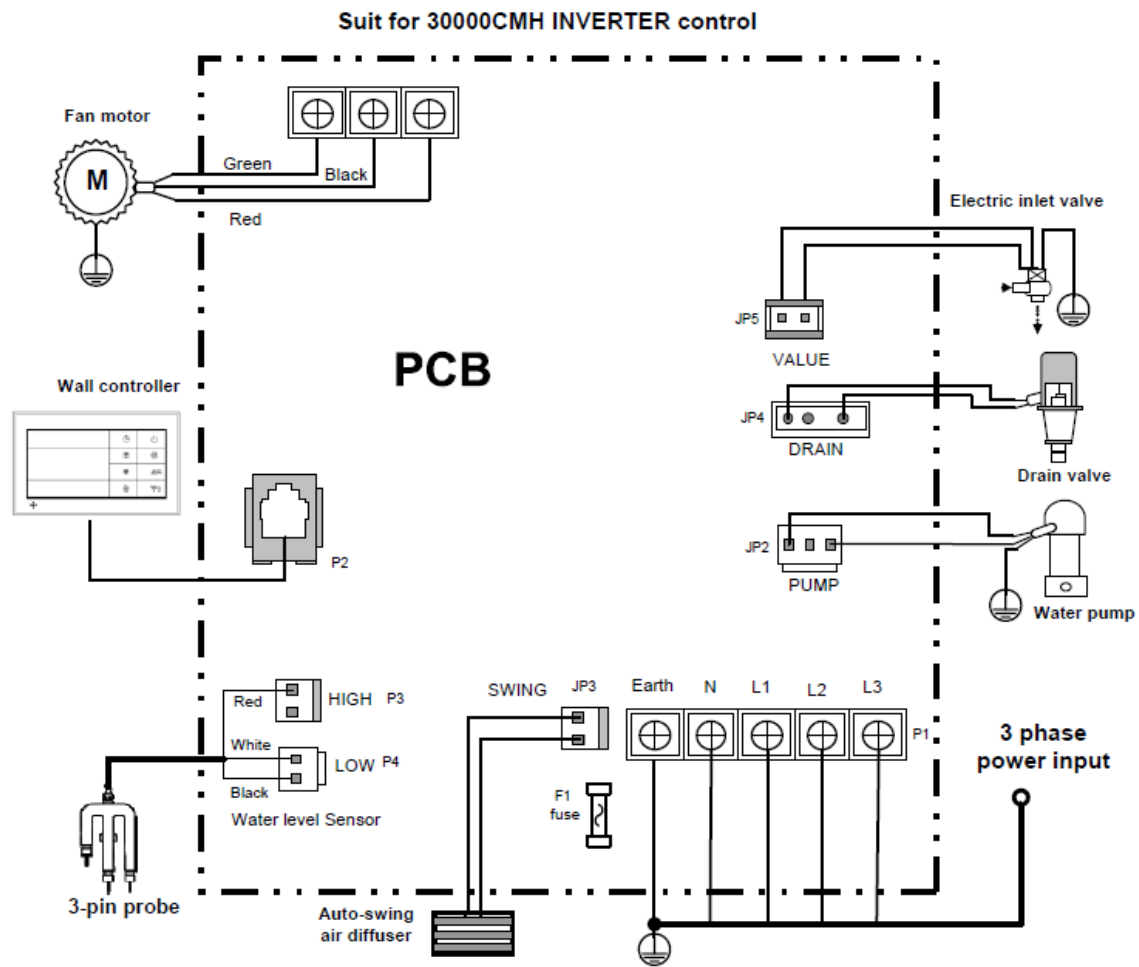 Suit for 30000CMH INVERTER control
Fan motor
M
Green
Black
Red
Electric inlet valve
JP5
VALUE
PCB
Wall controller
JP4
DRAIN
Drain valve
P2
JP2
PUMP
Water pump
Red
HIGH P3
White
LOW P4
Black
Water level Sensor
3-pin probe
SWING JP3 Earth N L1 L2 L3
P1
3 phase
power input
F1
fuse
Auto-swing
air diffuser